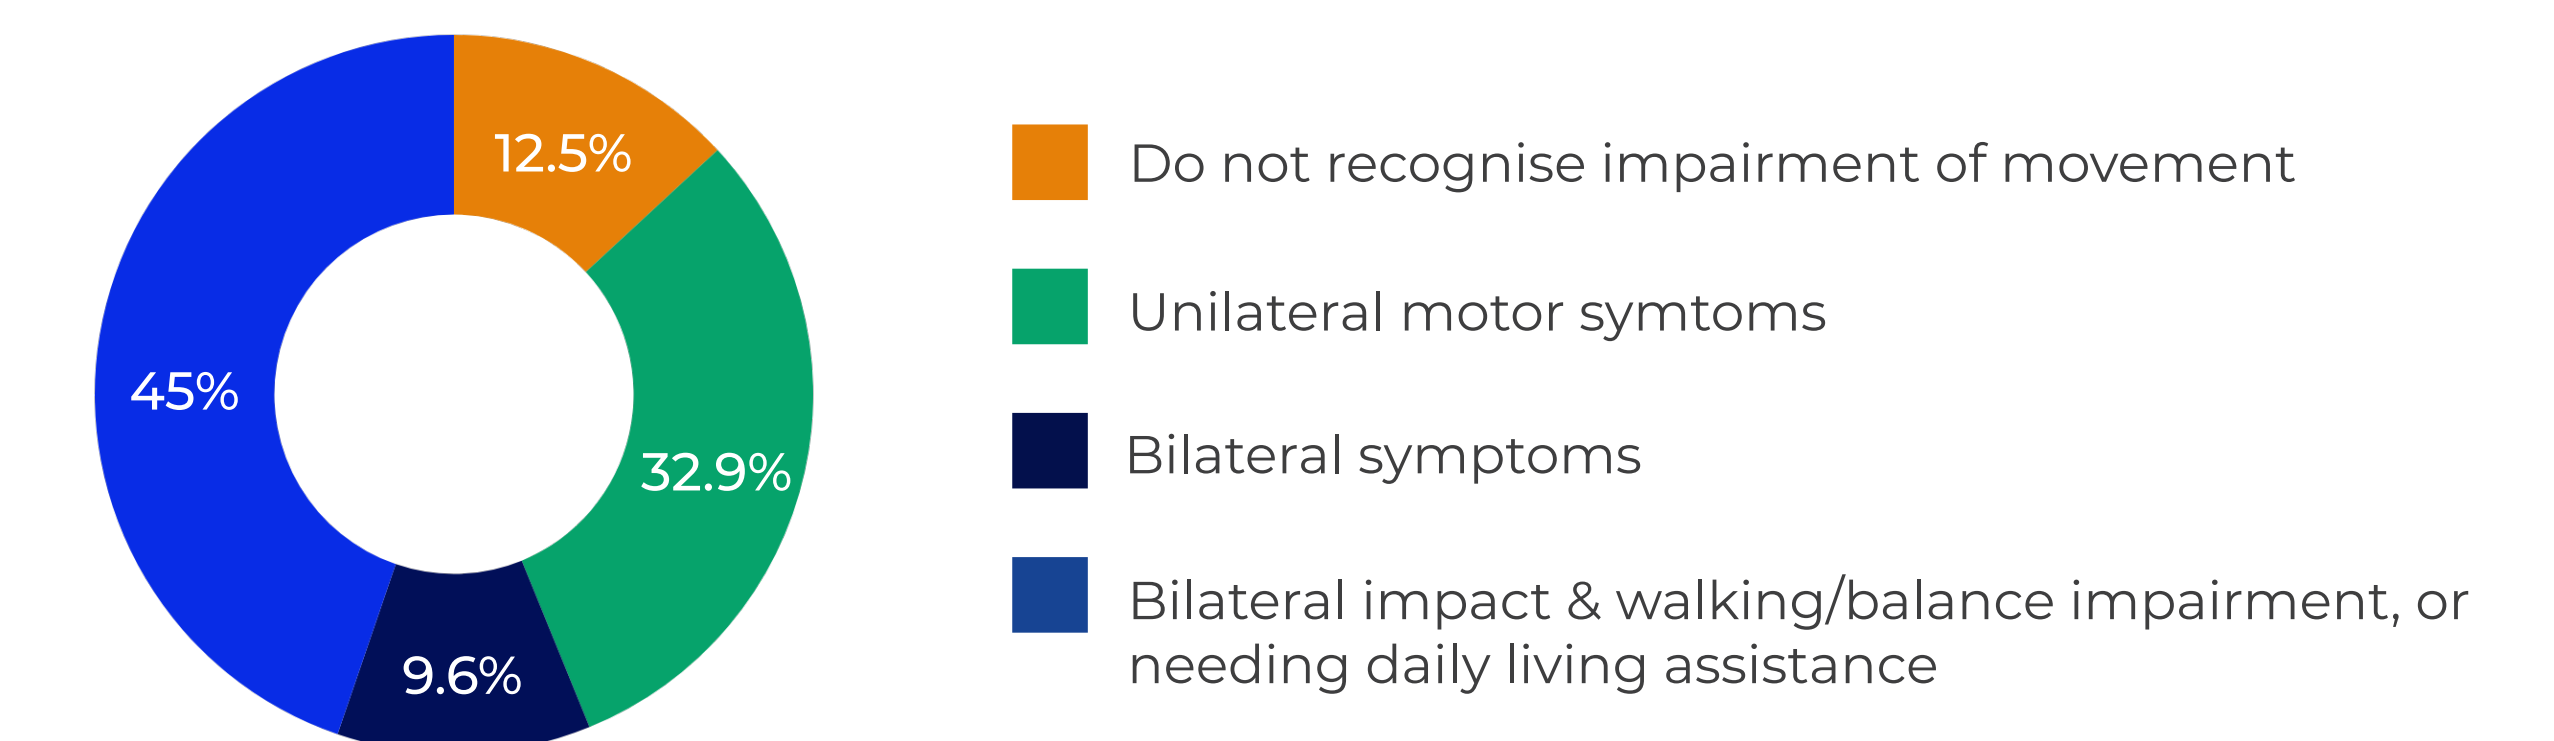 12.5%
45%
32.9%
9.6%
Do not recognise impairment of movement
Unilateral motor symtoms
Bilateral symptoms
Bilateral impact & walking/balance impairment, or
needing daily living assistance